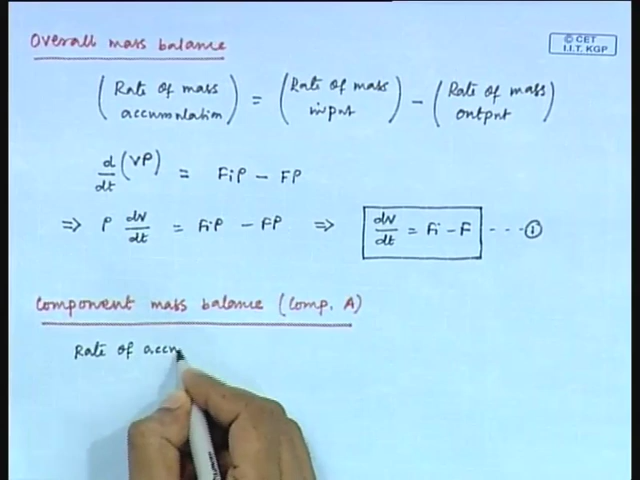 Overall mass balance
© CET
I.I.T. KGP
(Rate of mass accumulation) = (Rate of mass input) - (Rate of mass output)
d/dt (Vρ) = Fiρ - Fρ
⇒ ρ dV/dt = Fiρ - Fρ ⇒ dV/dt = Fi - F --- ①
Component mass balance (Comp. A)
Rate of accu